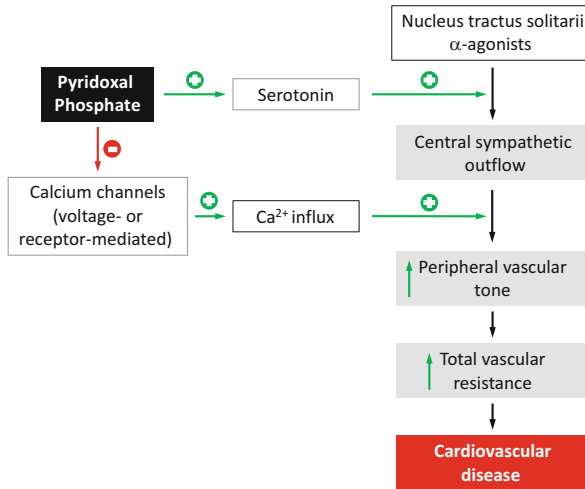 Nucleus tractus solitarii
α-agonists
Pyridoxal
Phosphate
Serotonin
Central sympathetic
outflow
Calcium channels
(voltage- or
receptor-mediated)
Ca²⁺ influx
Peripheral vascular
tone
Total vascular
resistance
Cardiovascular
disease